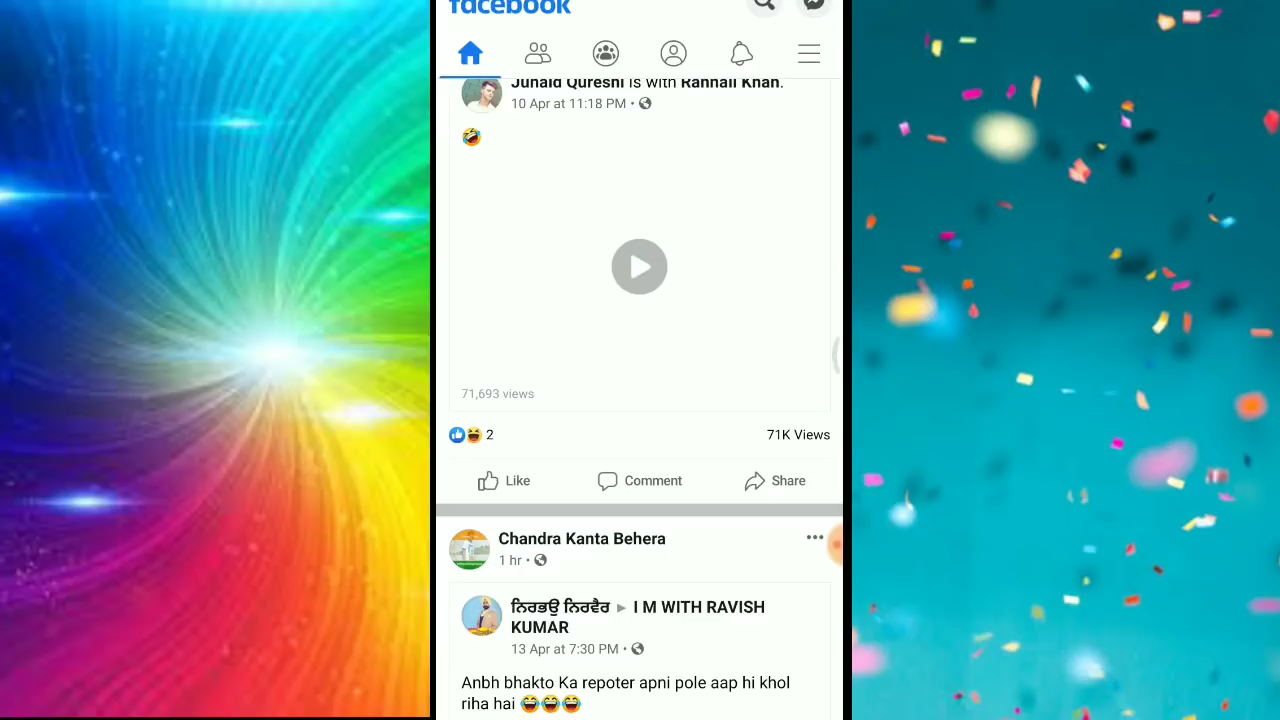 facebook
Junaid Qureshi is with Rahnall Khan.
10 Apr at 11:18 PM •
71,693 views
2
71K Views
Like
Comment
Share
Chandra Kanta Behera
1 hr •
ਨਿਰਭਉ ਨਿਰਵੈਰ ▸ I M WITH RAVISH
KUMAR
13 Apr at 7:30 PM •
Anbh bhakto Ka repoter apni pole aap hi khol
riha hai 😂😂😂